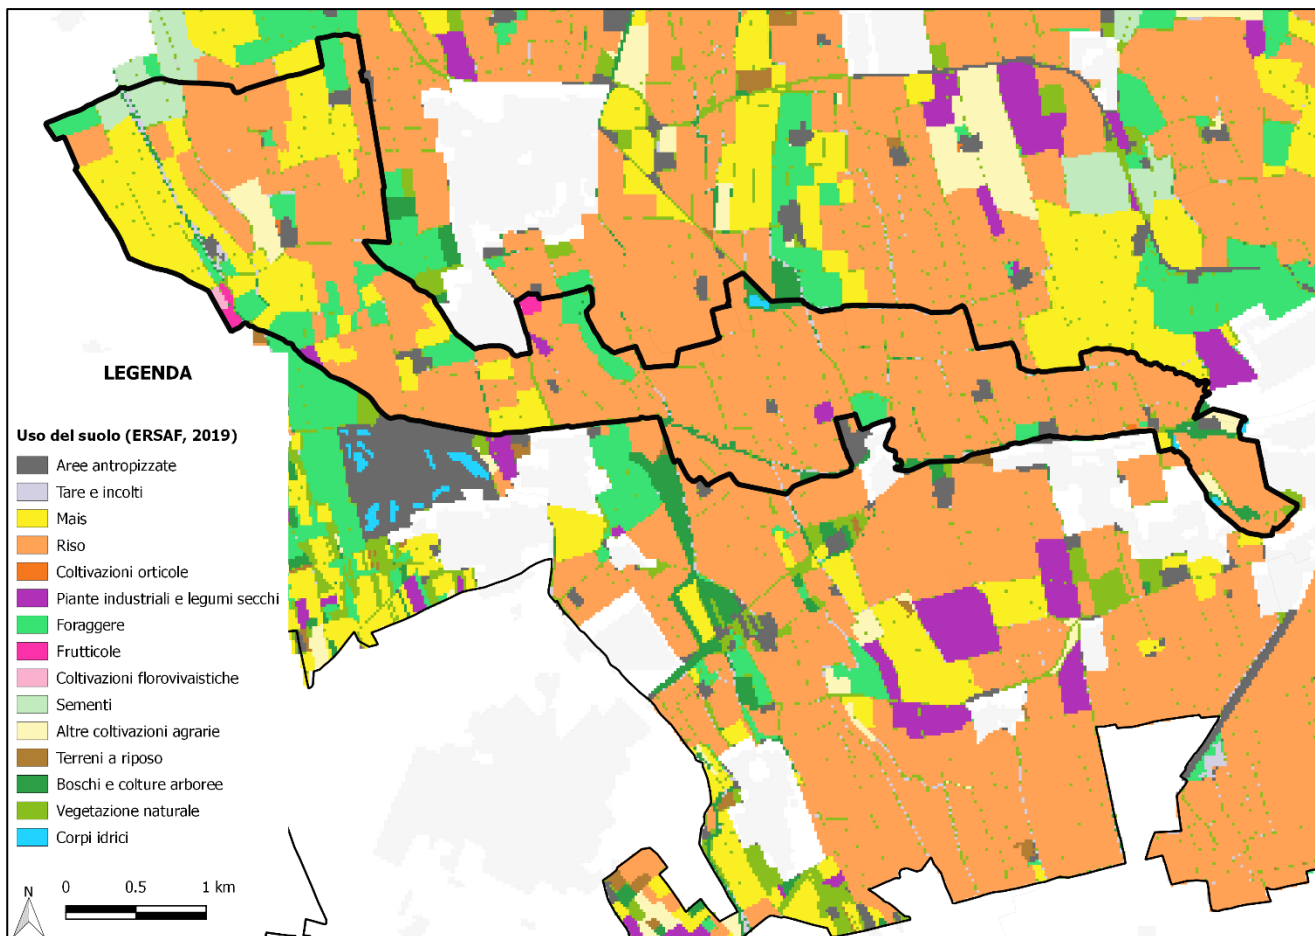 LEGENDA
Uso del suolo (ERSAF, 2019)
Aree antropizzate
Tare e incolti
Mais
Riso
Coltivazioni orticole
Piante industriali e legumi secchi
Foraggere
Frutticole
Coltivazioni florovivaistiche
Sementi
Altre coltivazioni agrarie
Terreni a riposo
Boschi e colture arboree
Vegetazione naturale
Corpi idrici
N
0 0.5 1 km